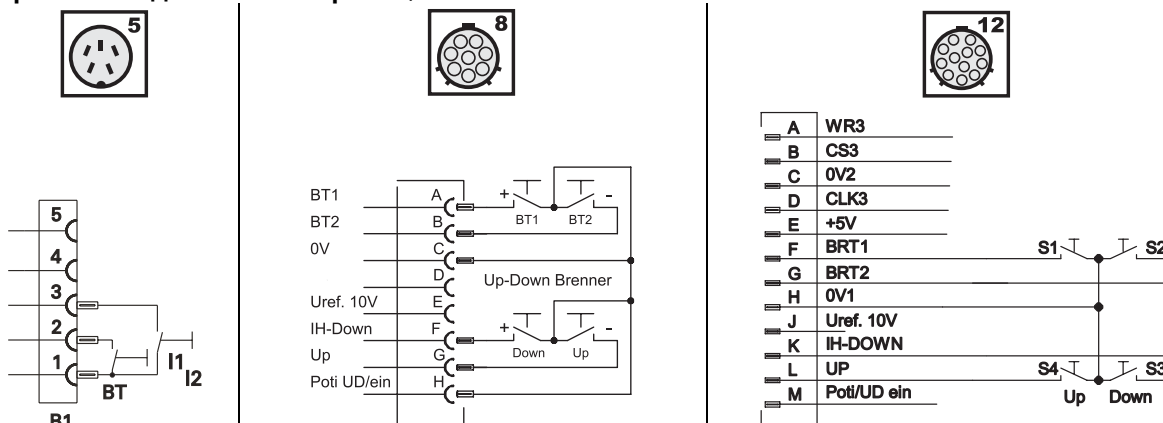 5
5
4
3
2
1
BT
I1
I2
B1
8
BT1
BT2
0V
Uref. 10V
IH-Down
Up
Poti UD/ein
A
B
C
D
E
F
G
H
+ BT1 BT2 -
Up-Down Brenner
+ Down Up -
12
A WR3
B CS3
C 0V2
D CLK3
E +5V
F BRT1
G BRT2
H 0V1
J Uref. 10V
K IH-DOWN
L UP
M Poti/UD ein
S1 S2
S4 S3
Up Down